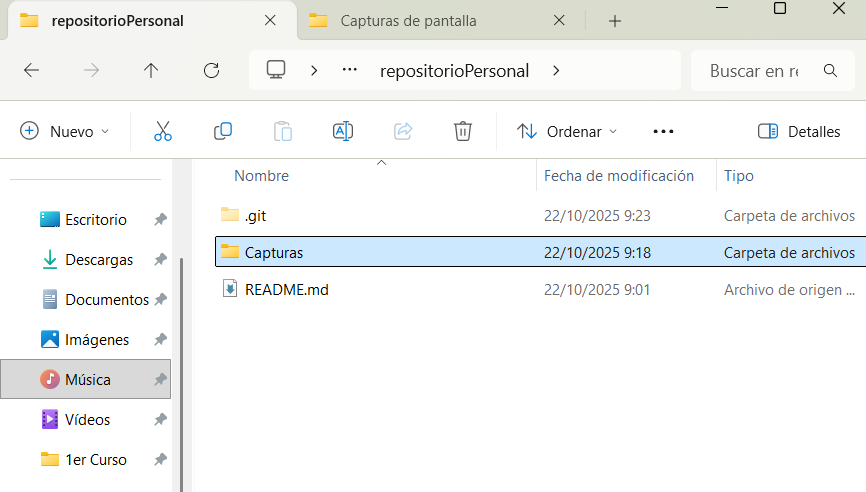 repositorioPersonal
Capturas de pantalla
repositorioPersonal
Buscar en re
Nuevo
Ordenar
Detalles
Nombre
Fecha de modificación
Tipo
.git
22/10/2025 9:23
Carpeta de archivos
Capturas
22/10/2025 9:18
Carpeta de archivos
README.md
22/10/2025 9:01
Archivo de origen ...
Escritorio
Descargas
Documentos
Imágenes
Música
Vídeos
1er Curso